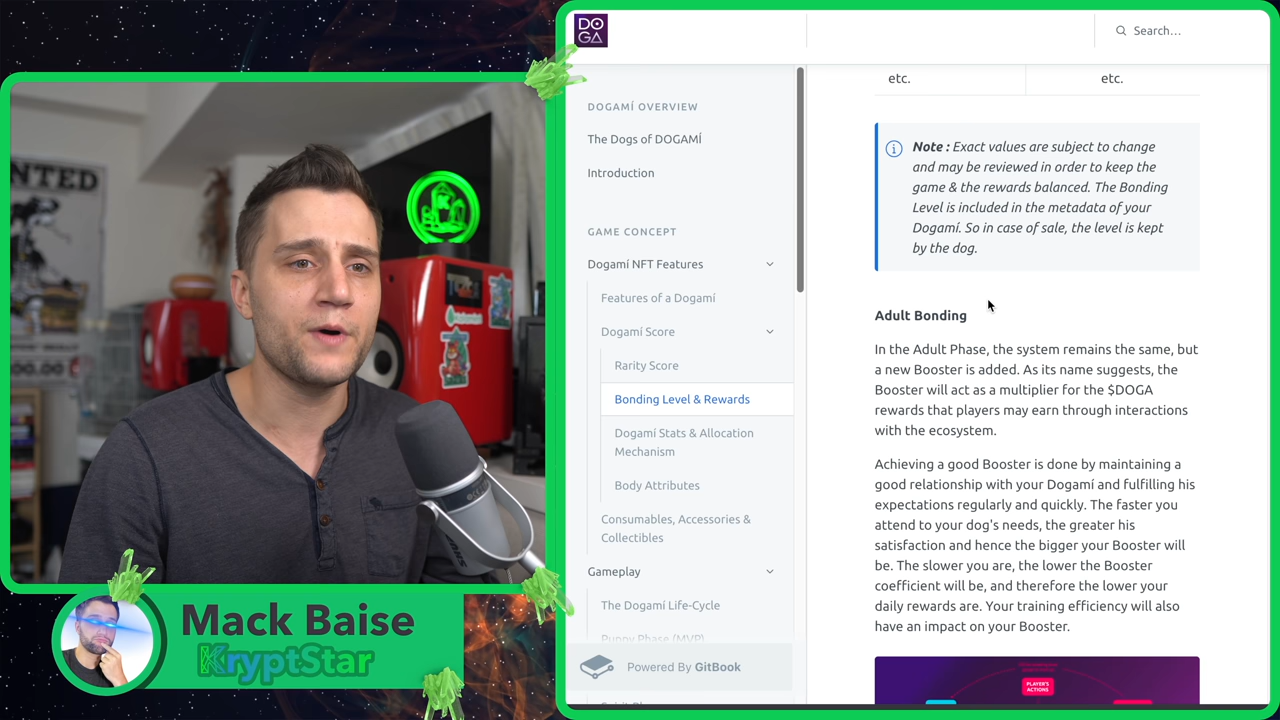 ANTED
Mack Baise
KryptStar
DO
GA
Search…
DOGAMÍ OVERVIEW
The Dogs of DOGAMÍ
Introduction
GAME CONCEPT
Dogamí NFT Features
Features of a Dogamí
Dogamí Score
Rarity Score
Bonding Level & Rewards
Dogamí Stats & Allocation
Mechanism
Body Attributes
Consumables, Accessories &
Collectibles
Gameplay
The Dogamí Life-Cycle
Puppy Phase (MVP)
Powered By GitBook
etc.
etc.
Note : Exact values are subject to change
and may be reviewed in order to keep the
game & the rewards balanced. The Bonding
Level is included in the metadata of your
Dogamí. So in case of sale, the level is kept
by the dog.
Adult Bonding
In the Adult Phase, the system remains the same, but
a new Booster is added. As its name suggests, the
Booster will act as a multiplier for the $DOGA
rewards that players may earn through interactions
with the ecosystem.
Achieving a good Booster is done by maintaining a
good relationship with your Dogamí and fulfilling his
expectations regularly and quickly. The faster you
attend to your dog's needs, the greater his
satisfaction and hence the bigger your Booster will
be. The slower you are, the lower the Booster
coefficient will be, and therefore the lower your
daily rewards are. Your training efficiency will also
have an impact on your Booster.
PLAYER'S
ACTIONS